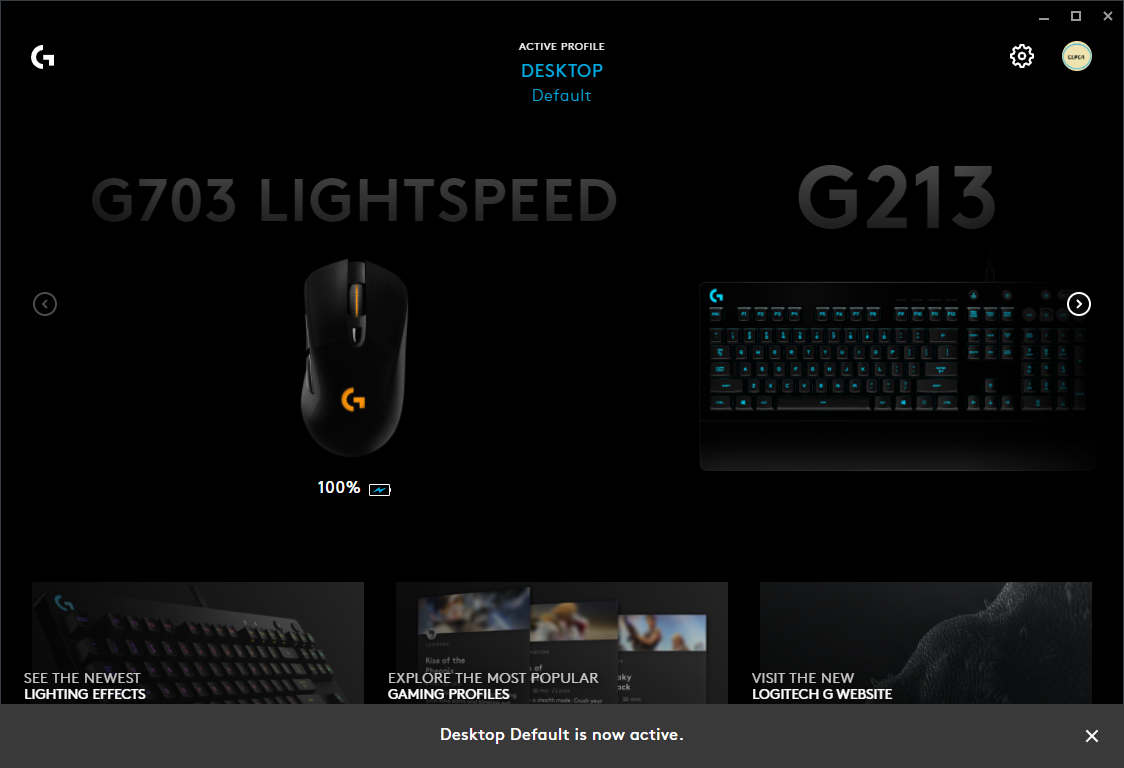 ACTIVE PROFILE
DESKTOP
Default
G703 LIGHTSPEED
G213
100%
Rise of the
SEE THE NEWEST
LIGHTING EFFECTS
EXPLORE THE MOST POPULAR
GAMING PROFILES
VISIT THE NEW
LOGITECH G WEBSITE
Desktop Default is now active.